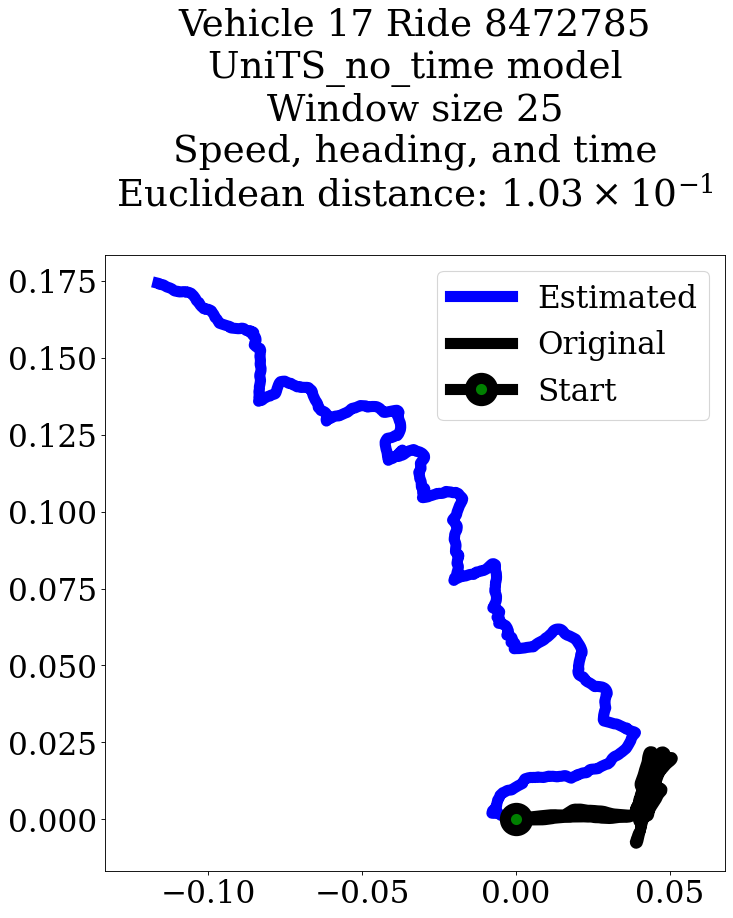 Vehicle 17 Ride 8472785
UniTS_no_time model
Window size 25
Speed, heading, and time
Euclidean distance: 1.03 × 10⁻¹
Estimated
Original
Start
0.175
0.150
0.125
0.100
0.075
0.050
0.025
0.000
−0.10 −0.05 0.00 0.05